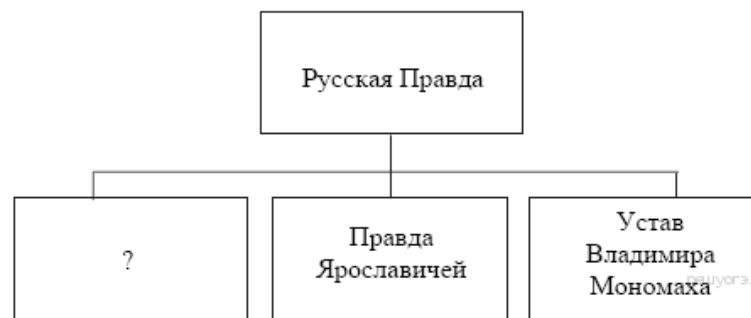 Русская Правда
?
Правда
Ярославичей
Устав
Владимира
Мономаха